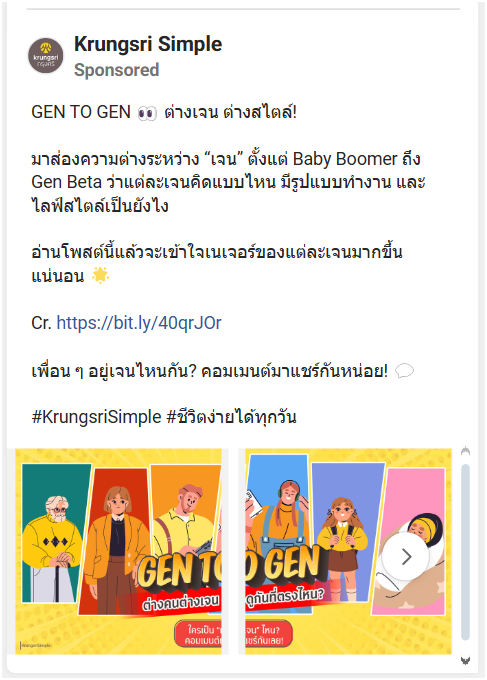 Krungsri Simple
krungsri
กรุงศรี
Sponsored
GEN TO GEN 👀 ต่างเจน ต่างสไตล์!
มาส่องความต่างระหว่าง “เจน” ตั้งแต่ Baby Boomer ถึง
Gen Beta ว่าแต่ละเจนคิดแบบไหน มีรูปแบบทำงาน และ
ไลฟ์สไตล์เป็นยังไง
อ่านโพสต์นี้แล้วจะเข้าใจเนเจอร์ของแต่ละเจนมากขึ้น
แน่นอน 🌟
Cr. https://bit.ly/40qrJOr
เพื่อน ๆ อยู่เจนไหนกัน? คอมเมนต์มาแชร์กันหน่อย! 💬
#KrungsriSimple #ชีวิตง่ายได้ทุกวัน
GEN TO
O GEN
ต่างคนต่างเจน
ดูกันที่ตรงไหน?
ใครเป็น
เจน” ไหน?
คอมเมนต์
แชร์กันเลย!
#KrungsriSimple